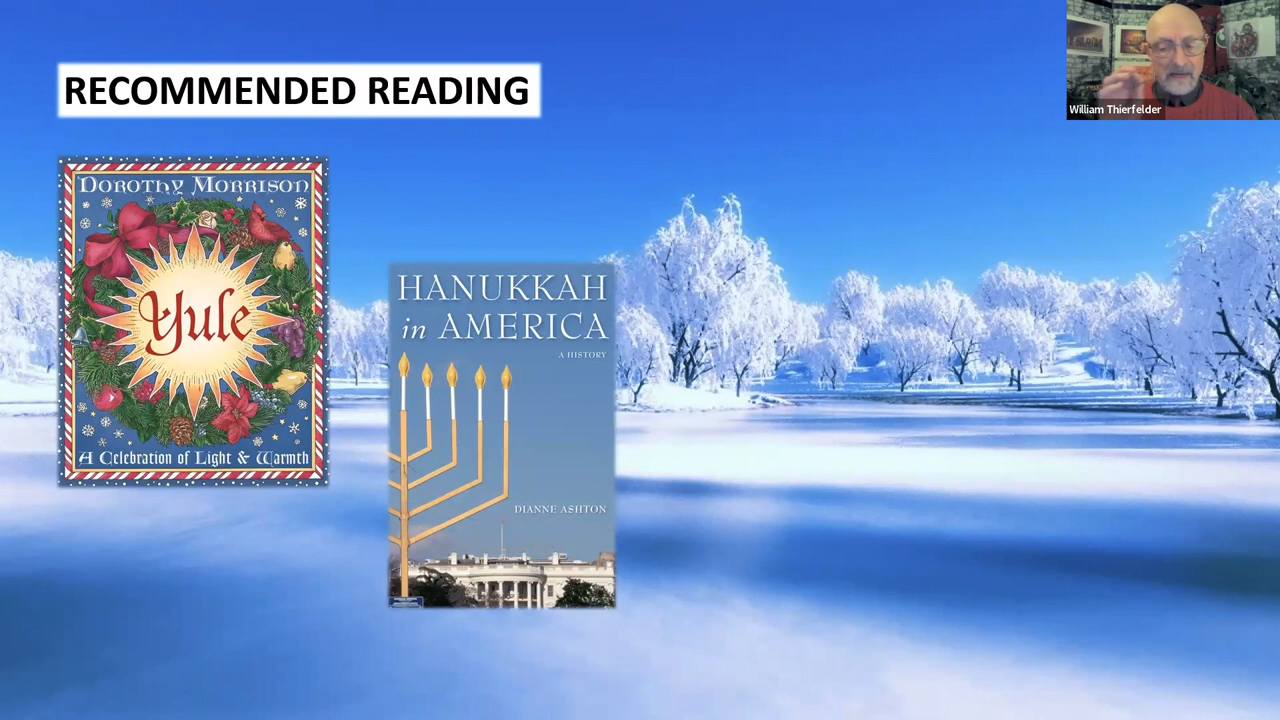 RECOMMENDED READING
William Thierfelder
DOROTHY MORRISON
Yule
A Celebration of Light & Warmth
HANUKKAH
in AMERICA
A HISTORY
DIANNE ASHTON